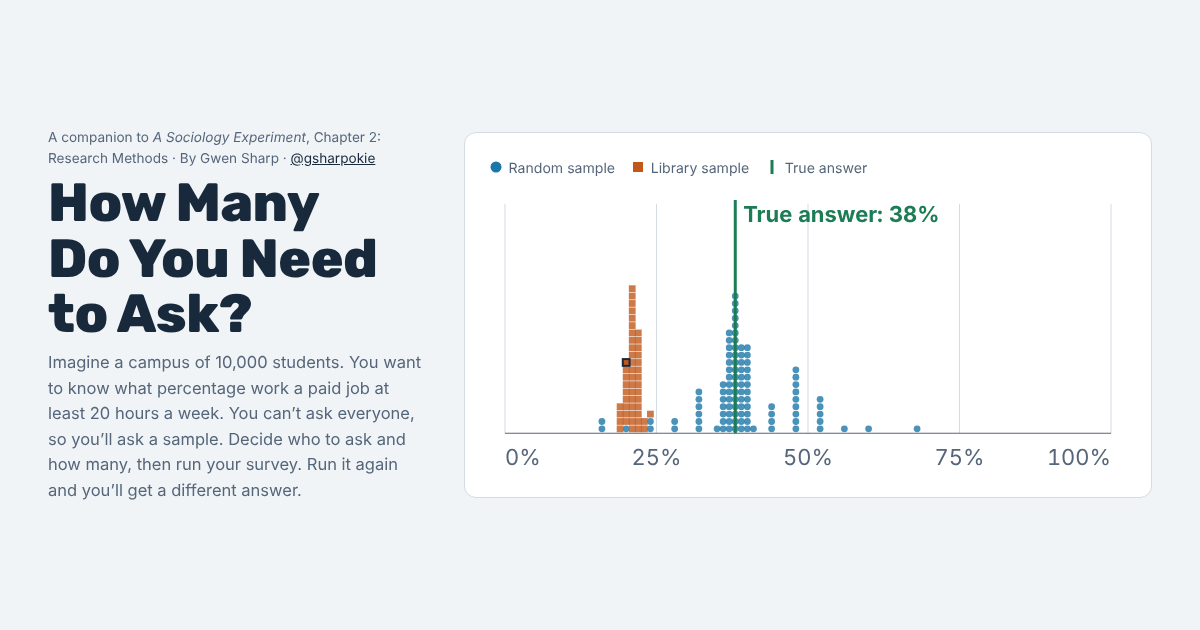 A companion to A Sociology Experiment, Chapter 2:
Research Methods · By Gwen Sharp · @gsharpokie
How Many
Do You Need
to Ask?
Imagine a campus of 10,000 students. You want
to know what percentage work a paid job at
least 20 hours a week. You can’t ask everyone,
so you’ll ask a sample. Decide who to ask and
how many, then run your survey. Run it again
and you’ll get a different answer.
Random sample Library sample True answer
True answer: 38%
0% 25% 50% 75% 100%